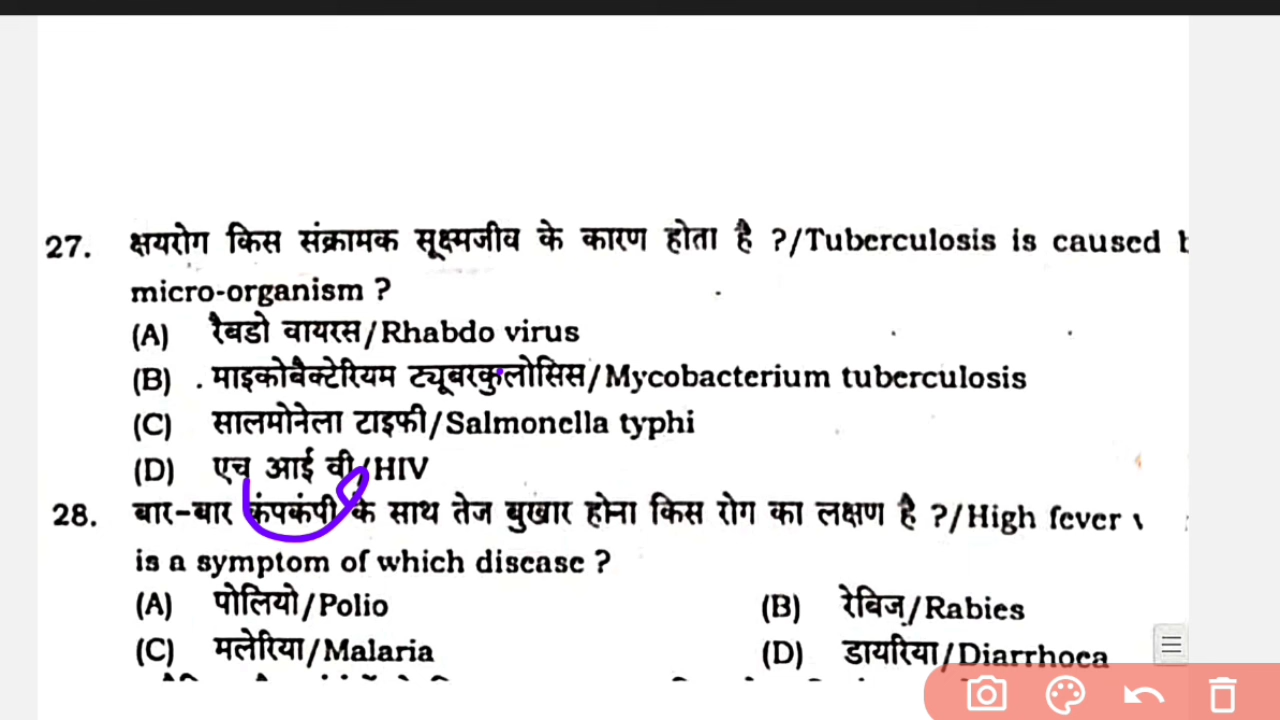 27. क्षयरोग किस संक्रामक सूक्ष्मजीव के कारण होता है ?/Tuberculosis is caused
micro-organism ?
(A) रैबडो वायरस/Rhabdo virus
(B) . माइकोबैक्टेरियम ट्यूबरकुलोसिस/Mycobacterium tuberculosis
(C) सालमोनेला टाइफी/Salmonella typhi
(D) एच आई वी/HIV
28. बार-बार कंपकंपी के साथ तेज बुखार होना किस रोग का लक्षण है ?/High fever
is a symptom of which disease ?
(A) पोलियो/Polio (B) रेबिज/Rabies
(C) मलेरिया/Malaria (D) डायरिया/Diarrhoea